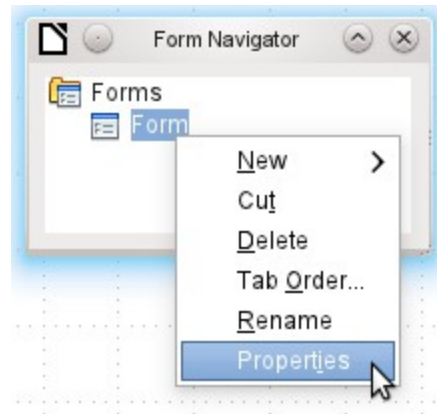 Form Navigator
Forms
Form
New
Cut
Delete
Tab Order...
Rename
Properties